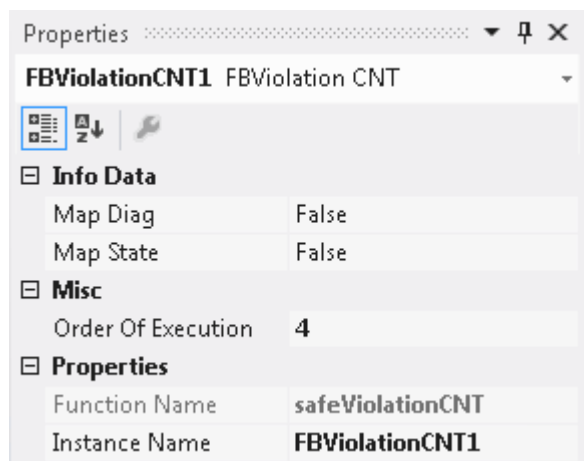 Properties
FBViolationCNT1 FBViolation CNT
Info Data
Map Diag False
Map State False
Misc
Order Of Execution 4
Properties
Function Name safeViolationCNT
Instance Name FBViolationCNT1